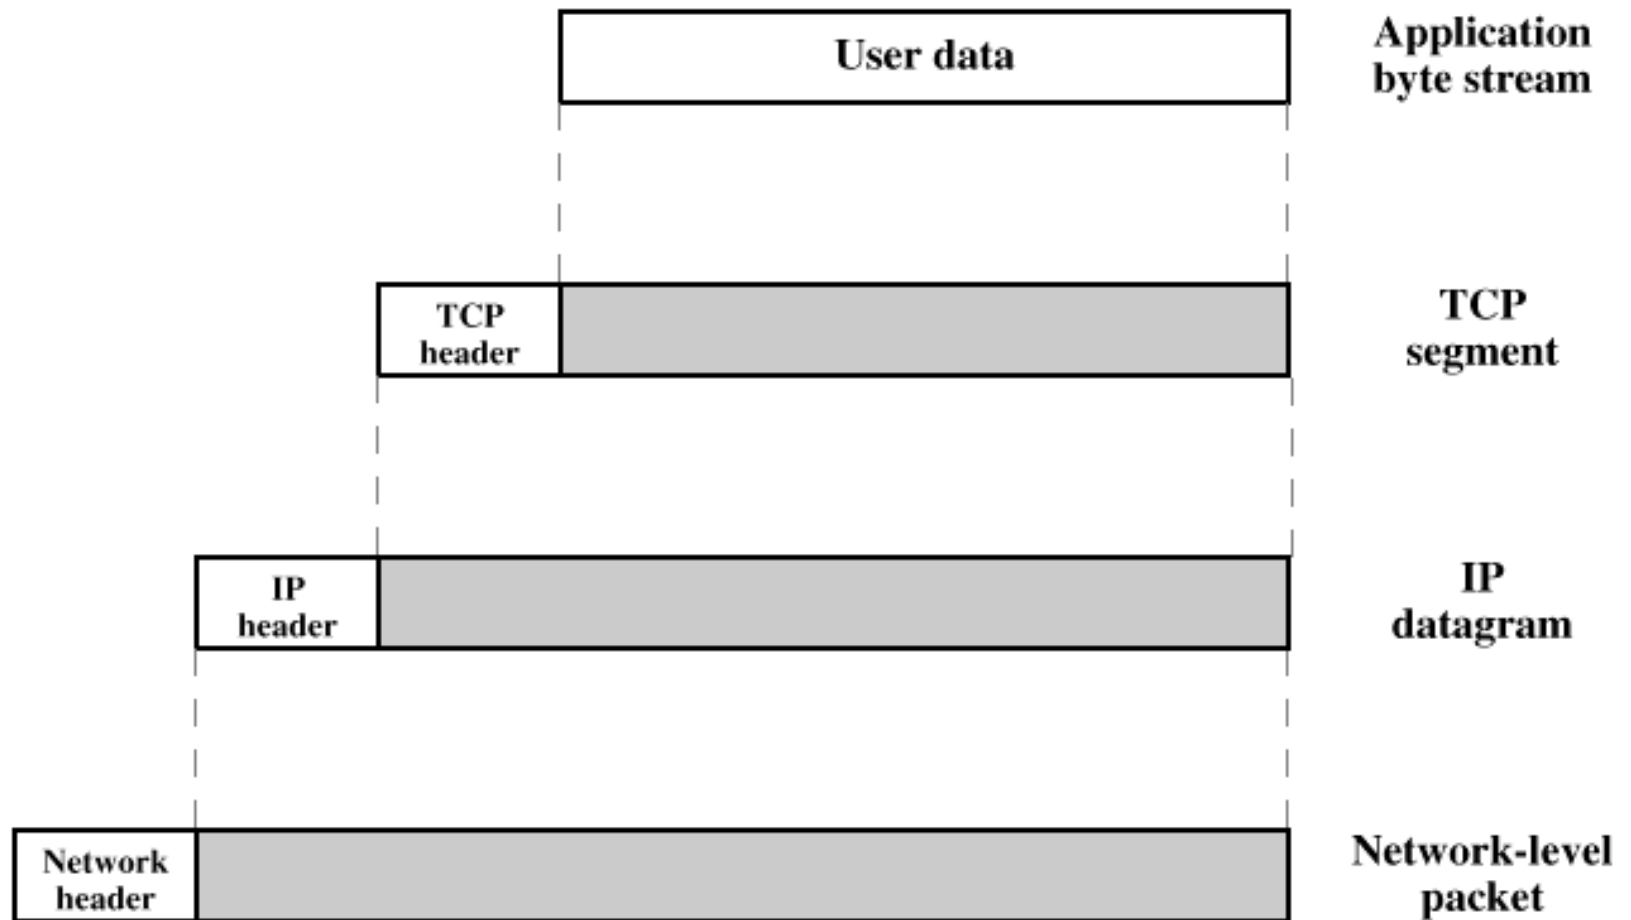 User data
Application
byte stream
TCP
header
TCP
segment
IP
header
IP
datagram
Network
header
Network-level
packet